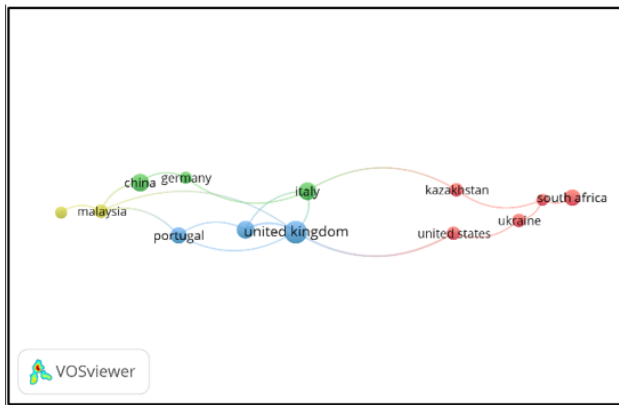 china
germany
italy
kazakhstan
malaysia
south africa
ukraine
portugal
united kingdom
united states
VOSviewer